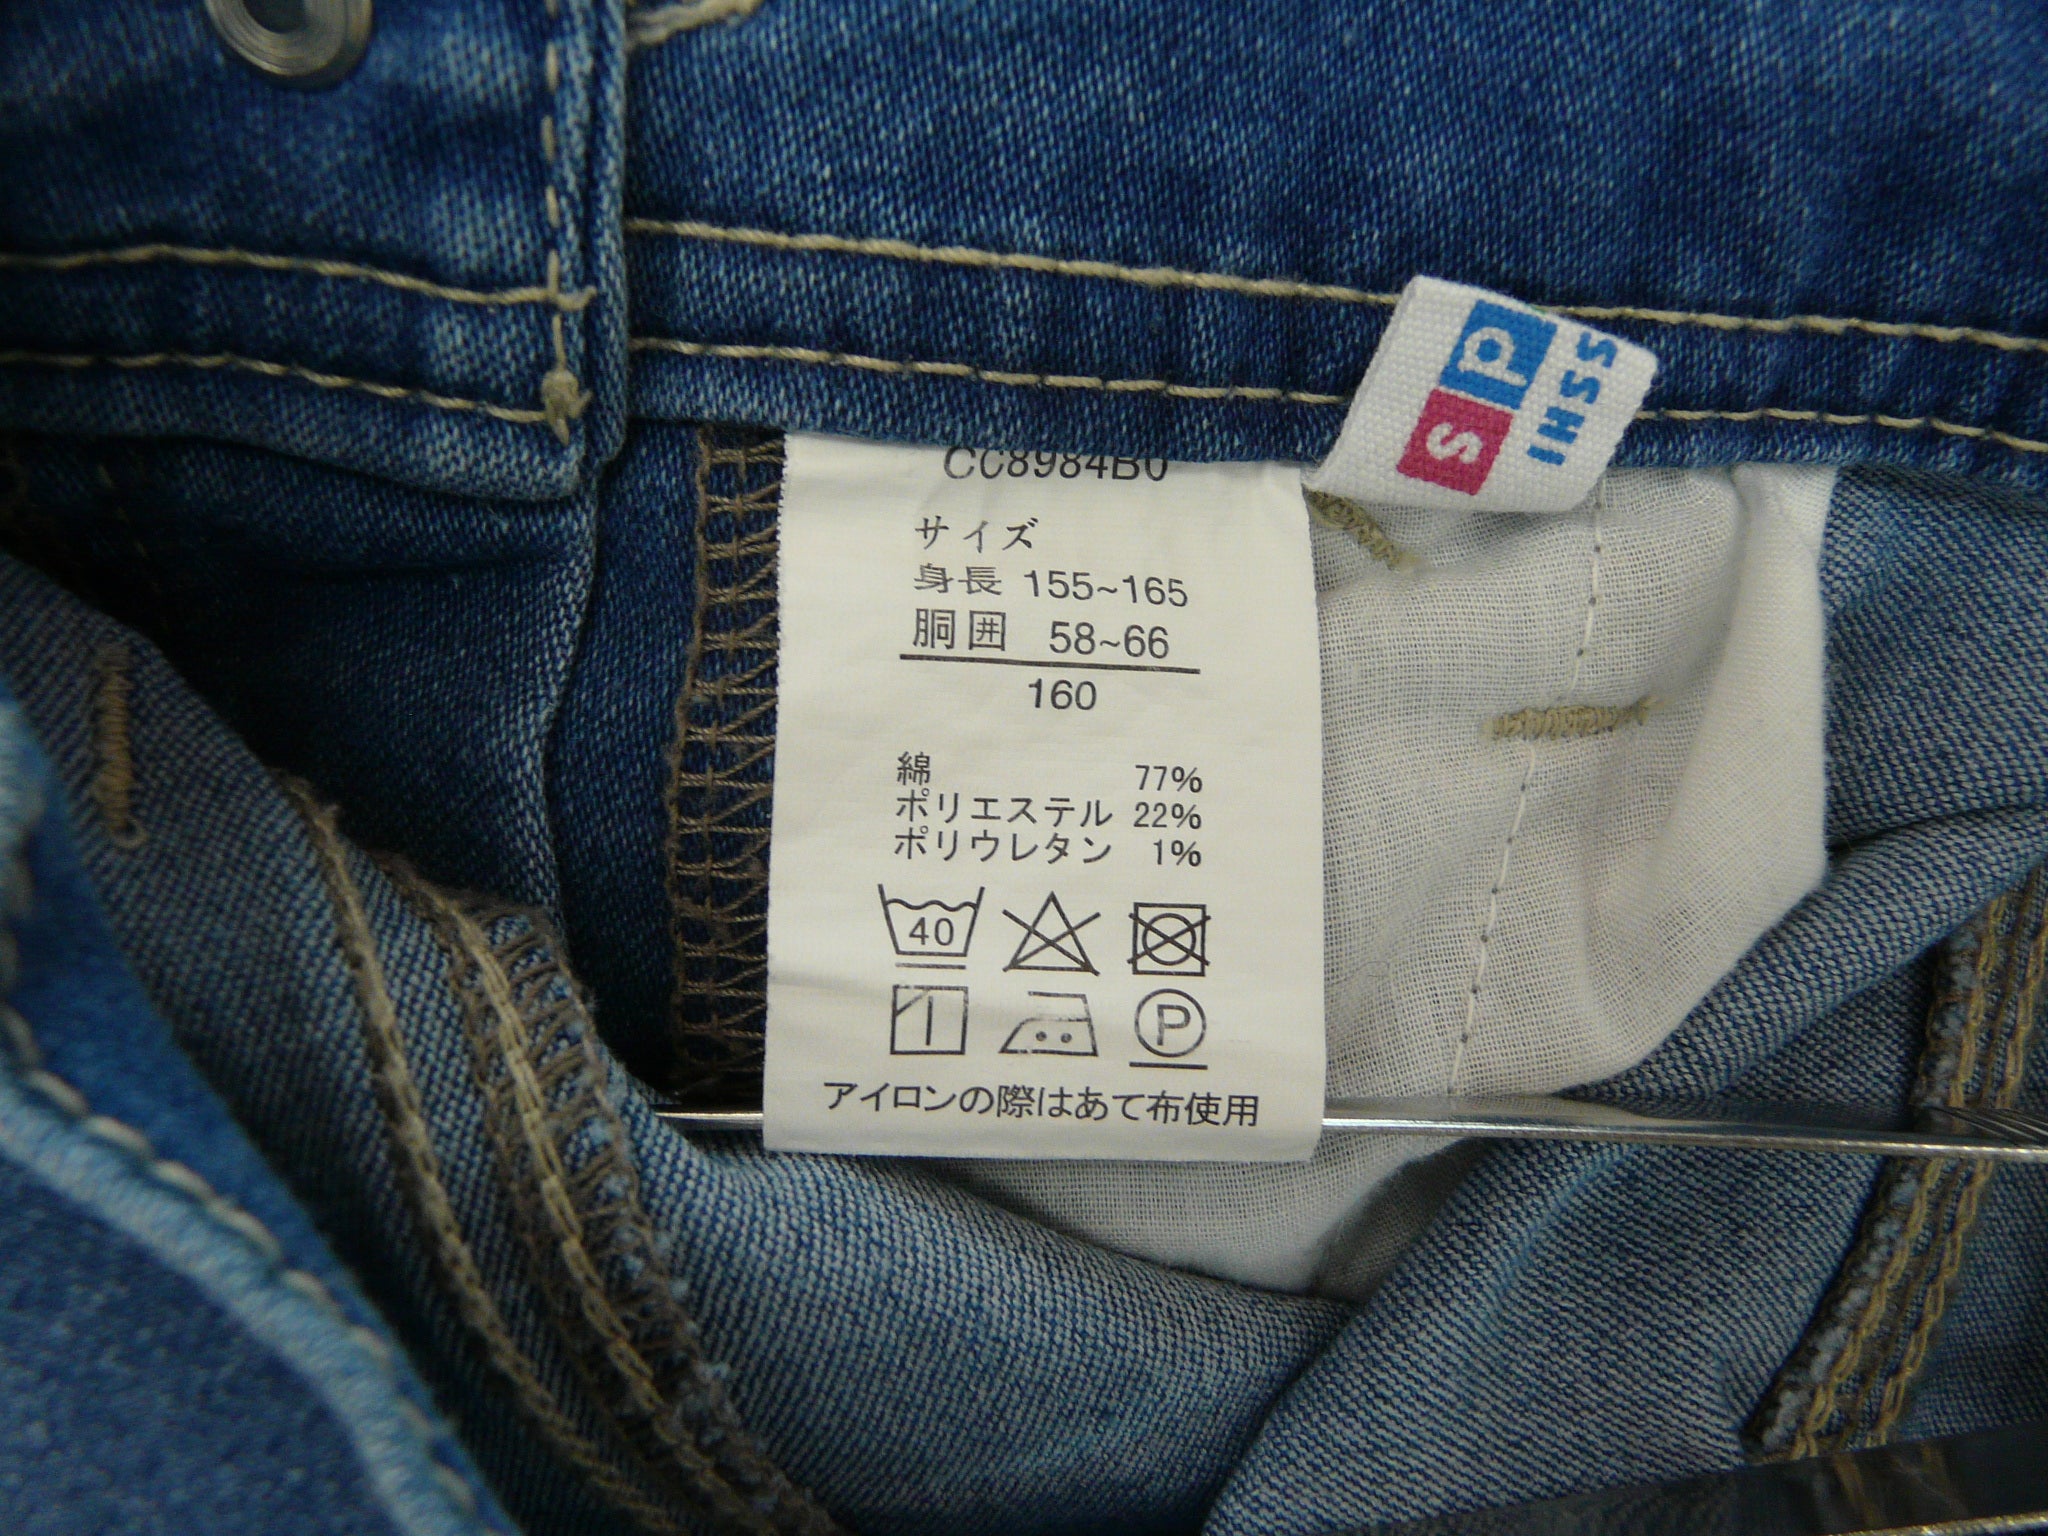 CC8984B0
サイズ
身長 155~165
胴囲 58~66
160
綿 77%
ポリエステル 22%
ポリウレタン 1%
40
P
アイロンの際はあて布使用
sp
IHSS